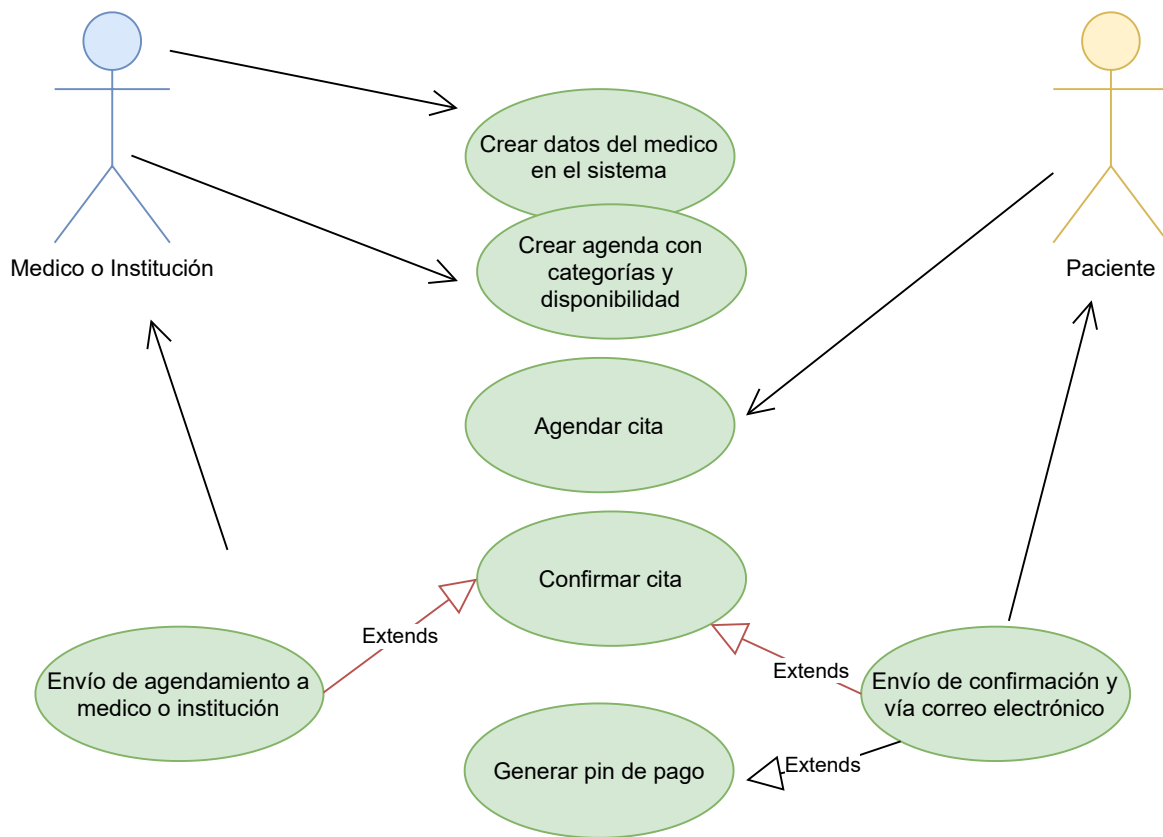 Crear datos del medico
en el sistema
Crear agenda con
categorías y
disponibilidad
Medico o Institución
Paciente
Agendar cita
Confirmar cita
Extends
Extends
Envío de agendamiento a
medico o institución
Envío de confirmación y
vía correo electrónico
Generar pin de pago
Extends